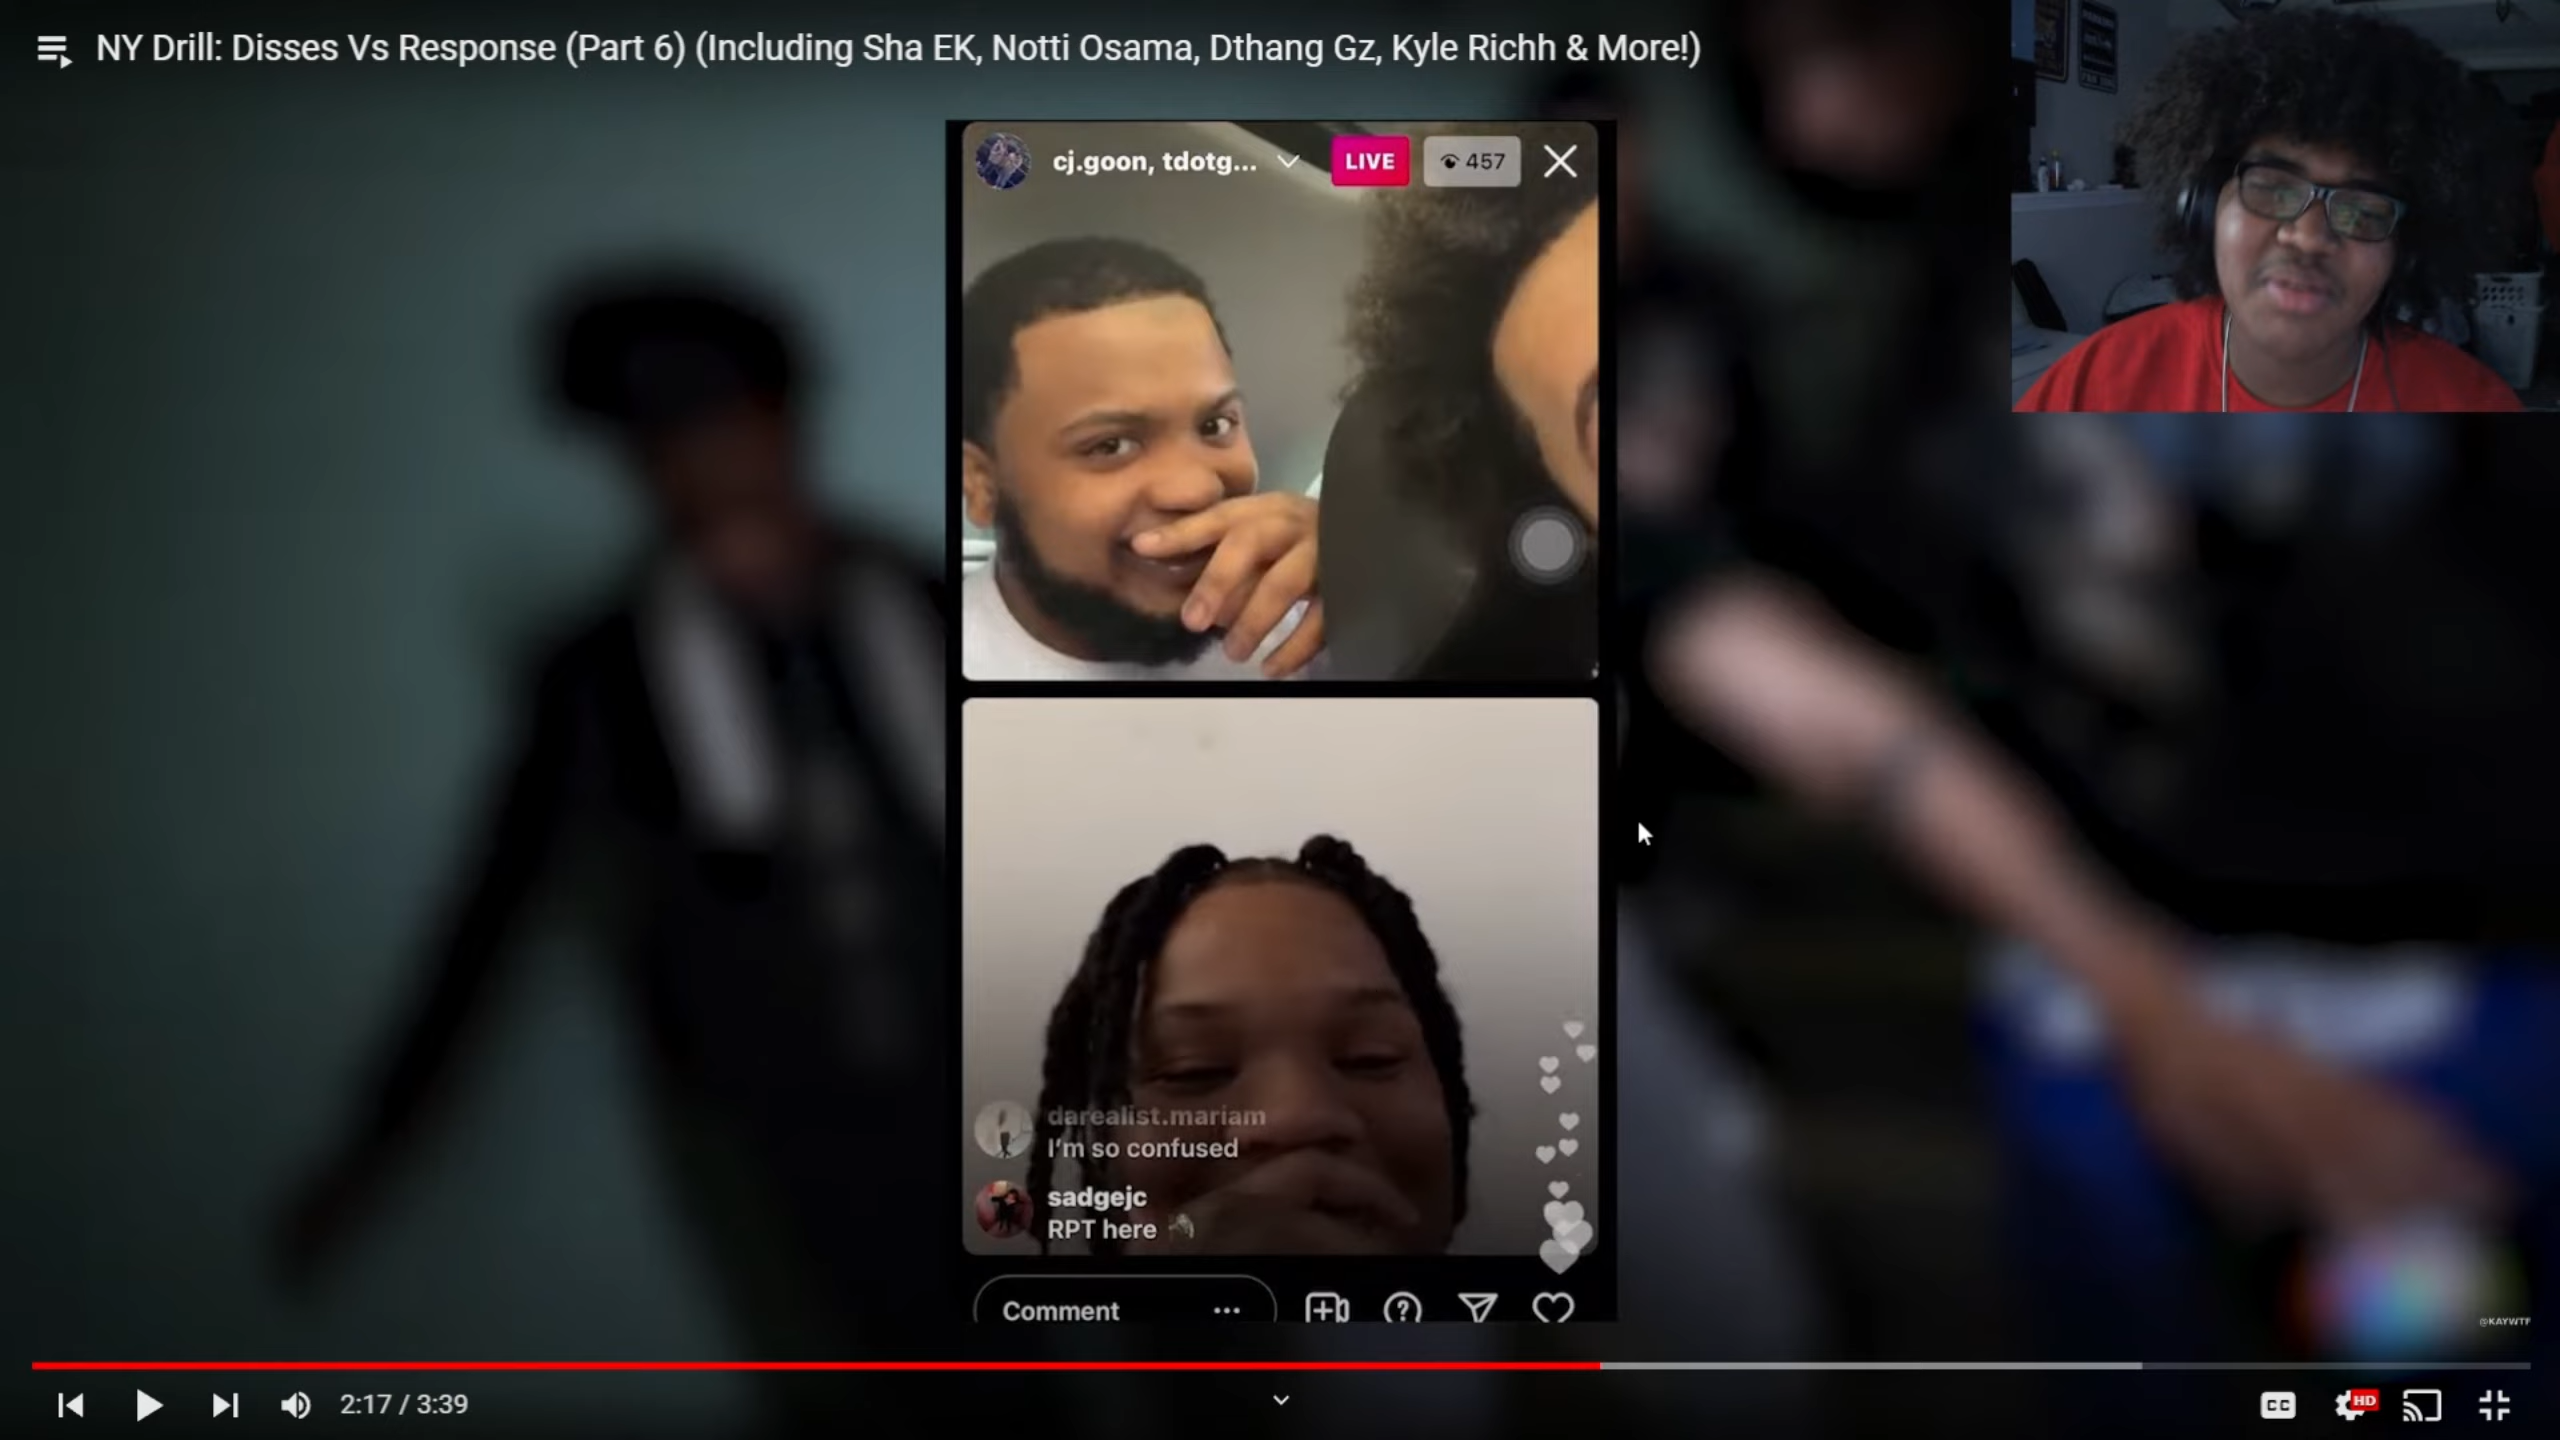 NY Drill: Disses Vs Response (Part 6) (Including Sha EK, Notti Osama, Dthang Gz, Kyle Richh & More!)
cj.goon, tdotg... LIVE 457
darealist.mariam
I'm so confused
sadgejc
RPT here
Comment
@KAYWTF
2:17 / 3:39
CC HD